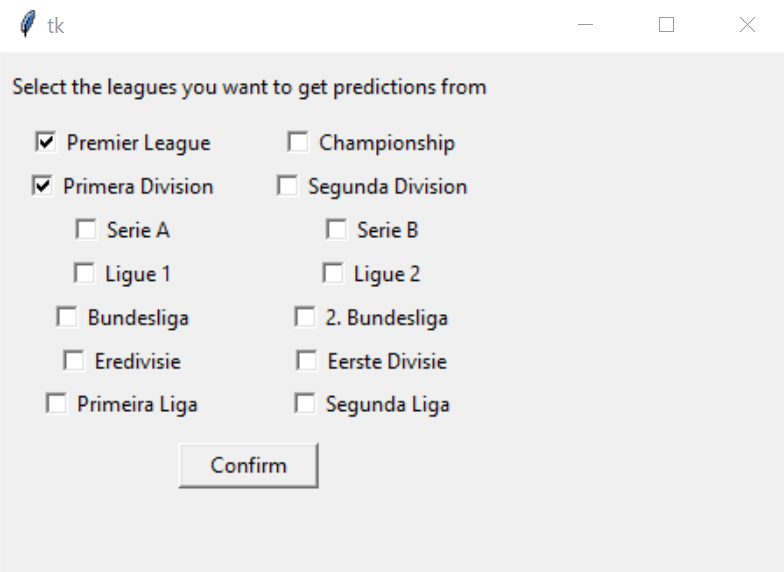 tk
Select the leagues you want to get predictions from
Premier League Championship
Primera Division Segunda Division
Serie A Serie B
Ligue 1 Ligue 2
Bundesliga 2. Bundesliga
Eredivisie Eerste Divisie
Primeira Liga Segunda Liga
Confirm